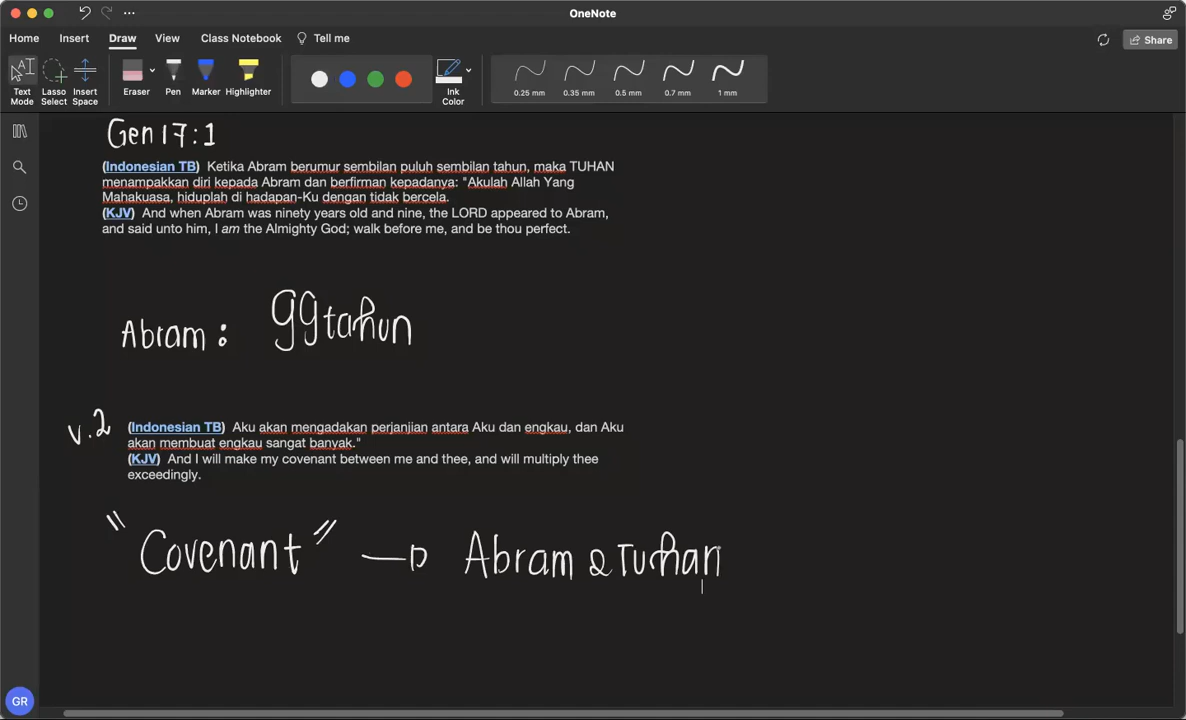 OneNote
Home Insert Draw View Class Notebook Tell me
Share
Text Mode
Lasso Select
Insert Space
Eraser
Pen
Marker
Highlighter
Ink Color
0.25 mm 0.35 mm 0.5 mm 0.7 mm 1 mm
Gen 17:1
(Indonesian TB) Ketika Abram berumur sembilan puluh sembilan tahun, maka TUHAN
menampakkan diri kepada Abram dan berfirman kepadanya: "Akulah Allah Yang
Mahakuasa, hiduplah di hadapan-Ku dengan tidak bercela.
(KJV) And when Abram was ninety years old and nine, the LORD appeared to Abram,
and said unto him, I am the Almighty God; walk before me, and be thou perfect.
Abram: 99 tahun
v.2
(Indonesian TB) Aku akan mengadakan perjanjian antara Aku dan engkau, dan Aku
akan membuat engkau sangat banyak."
(KJV) And I will make my covenant between me and thee, and will multiply thee
exceedingly.
"Covenant" → Abram & Tuhan
GR